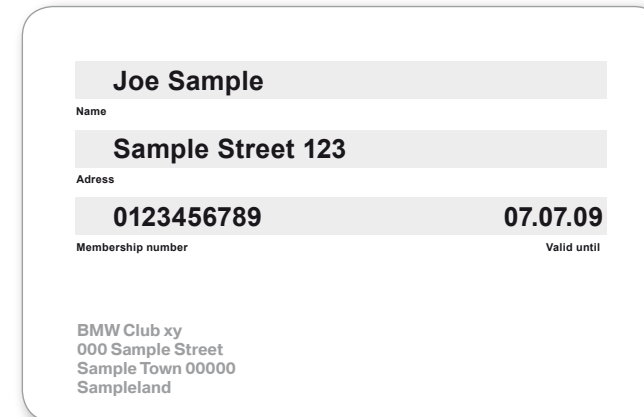 Joe Sample
Name
Sample Street 123
Adress
0123456789 07.07.09
Membership number Valid until
BMW Club xy
000 Sample Street
Sample Town 00000
Sampleland